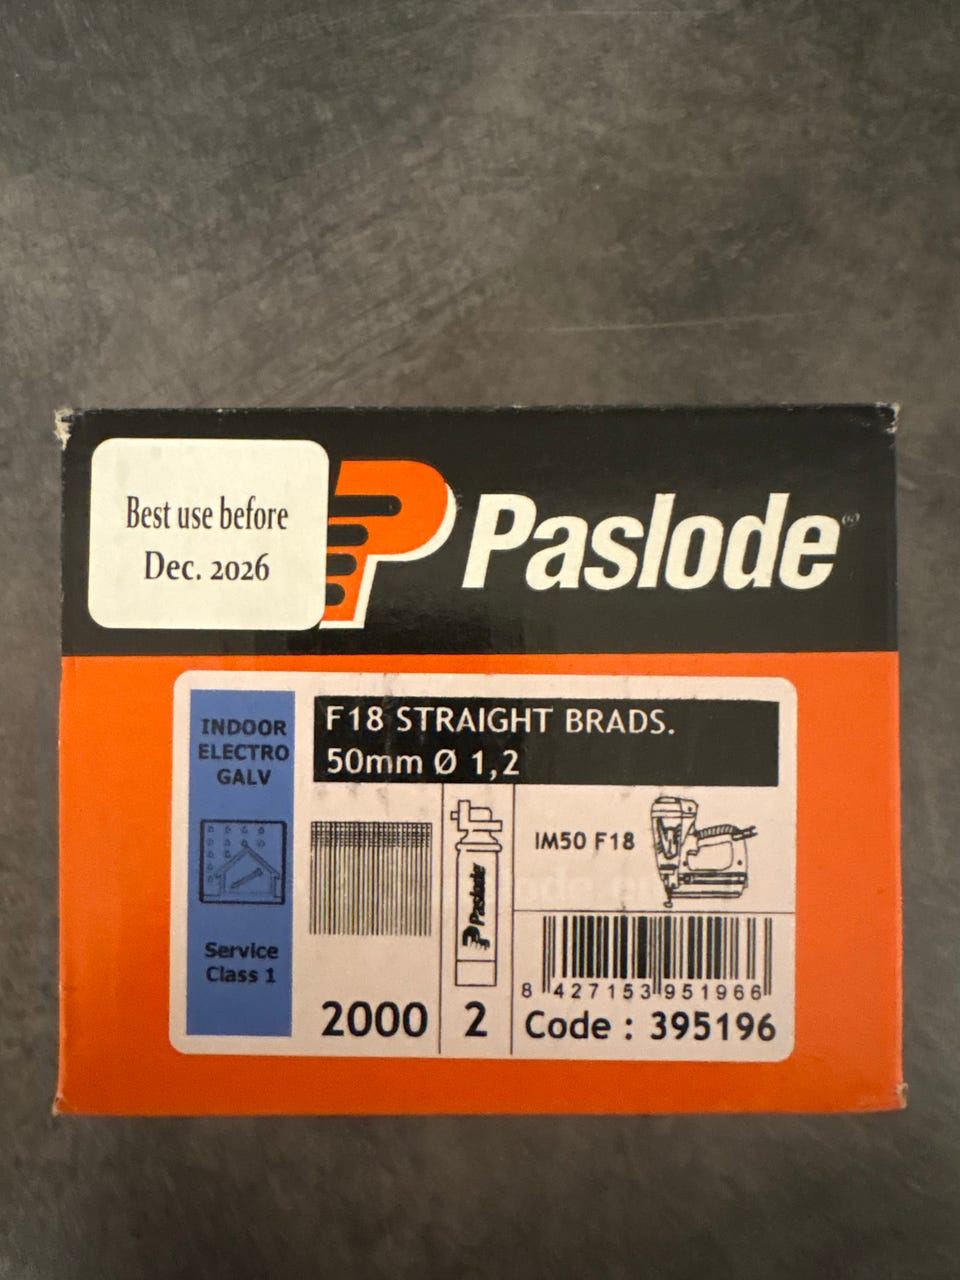 Best use before
Dec. 2026
Paslode®
INDOOR
ELECTRO
GALV
Service
Class 1
F18 STRAIGHT BRADS.
50mm Ø 1,2
2000
Paslode
2
IM50 F18
8 427153 951966
Code : 395196